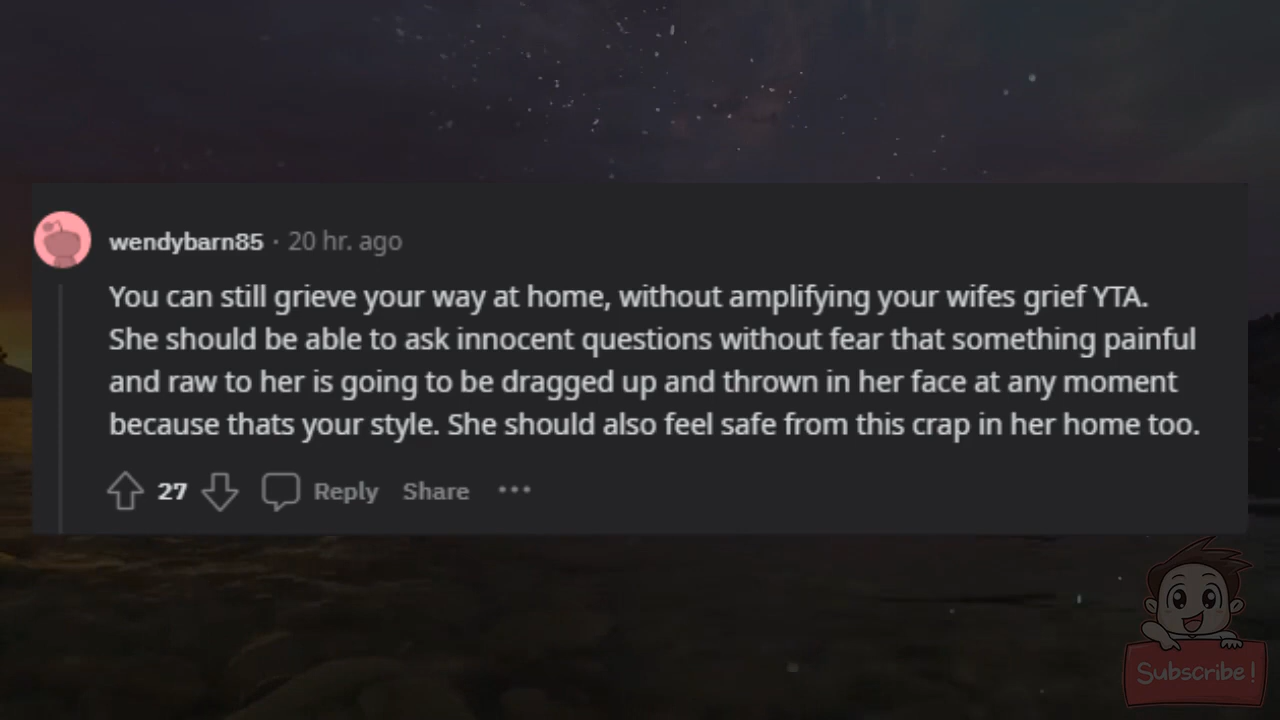 wendybarn85 · 20 hr. ago
You can still grieve your way at home, without amplifying your wifes grief YTA.
She should be able to ask innocent questions without fear that something painful
and raw to her is going to be dragged up and thrown in her face at any moment
because thats your style. She should also feel safe from this crap in her home too.
27 Reply Share ···
Subscribe!